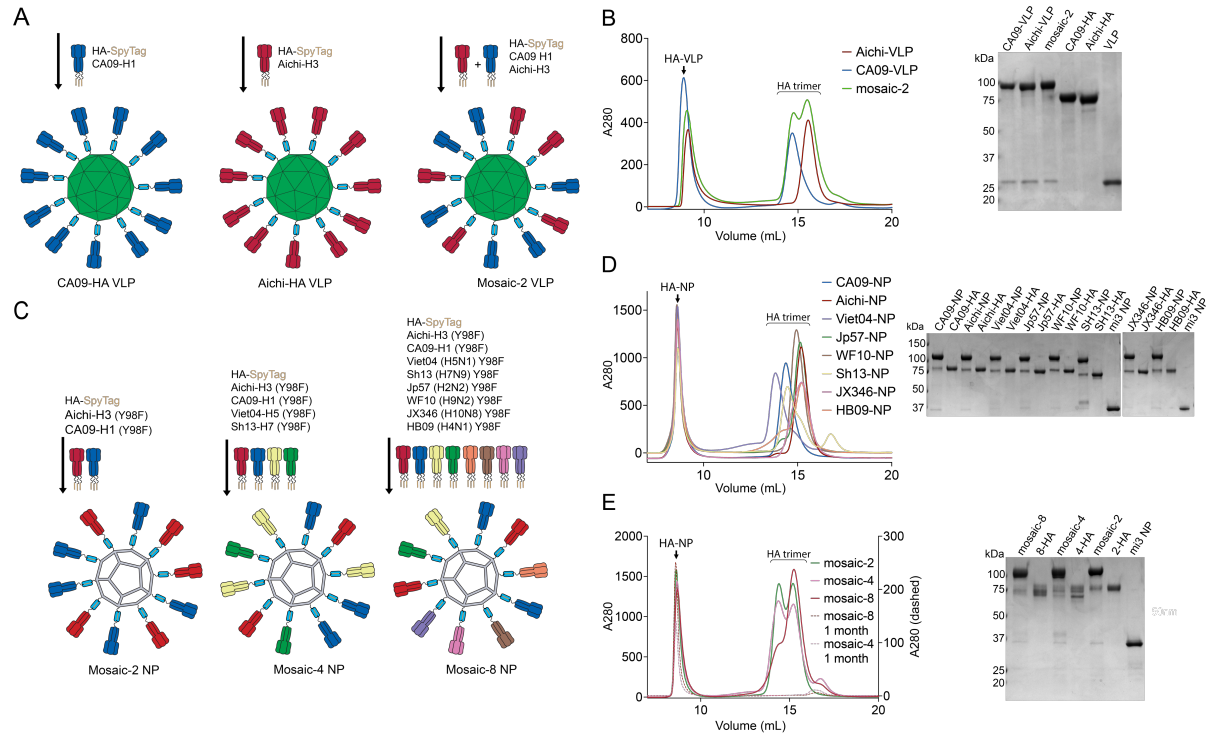 A
HA-SpyTag
CA09-H1
HA-SpyTag
Aichi-H3
+
HA-SpyTag
CA09 H1
Aichi-H3
CA09-HA VLP
Aichi-HA VLP
Mosaic-2 VLP
B
HA-VLP
HA trimer
Aichi-VLP
CA09-VLP
mosaic-2
A280
800
600
400
200
0
10
15
20
Volume (mL)
CA09-VLP
Aichi-VLP
mosaic-2
CA09-HA
Aichi-HA
VLP
kDa
100
75
50
37
25
20
C
HA-SpyTag
Aichi-H3 (Y98F)
CA09-H1 (Y98F)
HA-SpyTag
Aichi-H3 (Y98F)
CA09-H1 (Y98F)
Viet04-H5 (Y98F)
Sh13-H7 (Y98F)
HA-SpyTag
Aichi-H3 (Y98F)
CA09-H1 (Y98F)
Viet04 (H5N1) Y98F
Sh13 (H7N9) Y98F
Jp57 (H2N2) Y98F
WF10 (H9N2) Y98F
JX346 (H10N8) Y98F
HB09 (H4N1) Y98F
Mosaic-2 NP
Mosaic-4 NP
Mosaic-8 NP
D
HA-NP
HA trimer
CA09-NP
Aichi-NP
Viet04-NP
Jp57-NP
WF10-NP
Sh13-NP
JX346-NP
HB09-NP
A280
1500
1000
500
0
10
15
20
Volume (mL)
CA09-NP
CA09-HA
Aichi-NP
Aichi-HA
Viet04-NP
Viet04-HA
Jp57-NP
Jp57-HA
WF10-NP
WF10-HA
SH13-NP
SH13-HA
mi3 NP
JX346-NP
JX346-HA
HB09-NP
HB09-HA
mi3 NP
kDa
150
100
75
50
37
E
HA-NP
HA trimer
mosaic-2
mosaic-4
mosaic-8
mosaic-8
1 month
mosaic-4
1 month
A280
2000
1500
1000
500
0
300
200
100
0
A280 (dashed)
10
15
20
Volume (mL)
mosaic-8
8-HA
mosaic-4
4-HA
mosaic-2
2-HA
mi3 NP
kDa
100
75
50
37
25
20
50nm